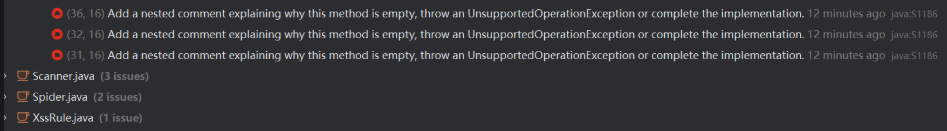 (36, 16) Add a nested comment explaining why this method is empty, throw an UnsupportedOperationException or complete the implementation. 12 minutes ago java:S1186
(32, 16) Add a nested comment explaining why this method is empty, throw an UnsupportedOperationException or complete the implementation. 12 minutes ago java:S1186
(31, 16) Add a nested comment explaining why this method is empty, throw an UnsupportedOperationException or complete the implementation. 12 minutes ago java:S1186
Scanner.java (3 issues)
Spider.java (2 issues)
XssRule.java (1 issue)